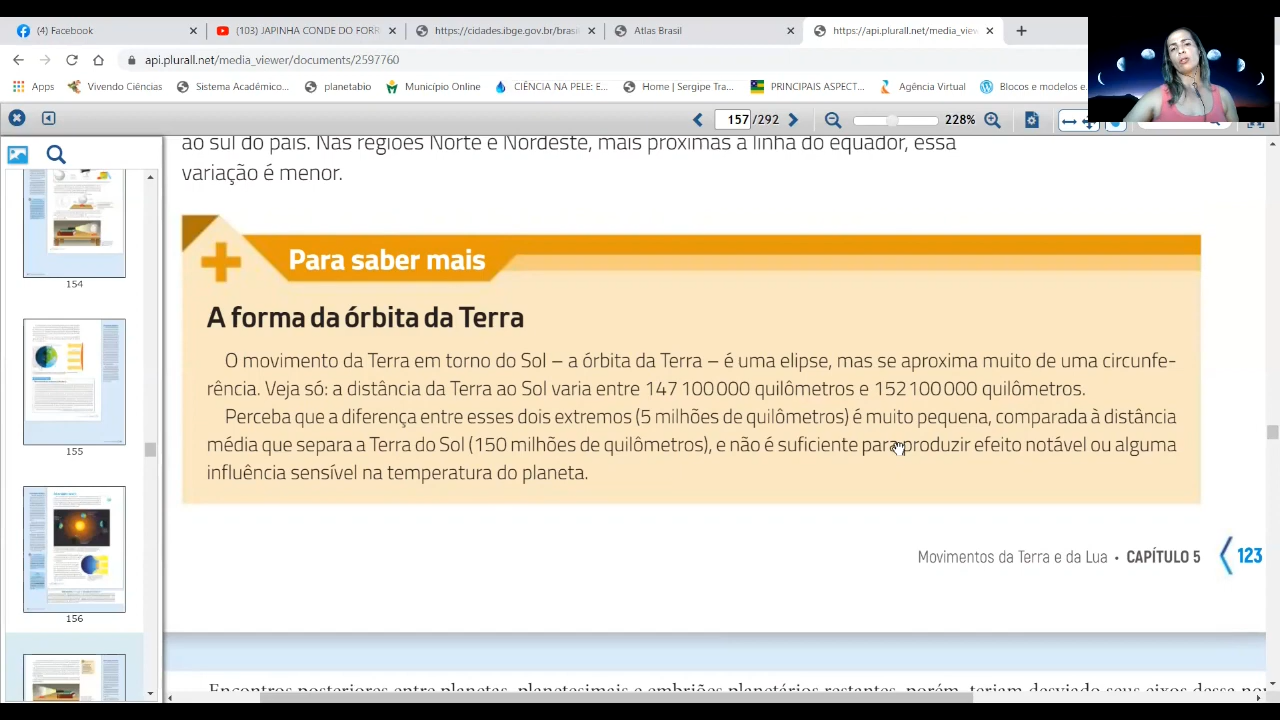 (4) Facebook
(103) JAPINHA CONDE DO FORR
https://cidades.ibge.gov.br/brasi
Atlas Brasil
https://api.plurall.net/media_view
api.plurall.net/media_viewer/documents/2597760
Apps
Vivendo Ciências
Sistema Acadêmico...
planetabio
Município Online
CIÊNCIA NA PELE: E...
Home | Sergipe Tra...
PRINCIPAIS ASPECT...
Agência Virtual
Blocos e modelos e
157 /292
228%
ao sul do país. Nas regiões Norte e Nordeste, mais próximas à linha do equador, essa
variação é menor.
Para saber mais
A forma da órbita da Terra
O movimento da Terra em torno do Sol – a órbita da Terra – é uma elipse, mas se aproxima muito de uma circunfe-
rência. Veja só: a distância da Terra ao Sol varia entre 147 100 000 quilômetros e 152 100 000 quilômetros.
Perceba que a diferença entre esses dois extremos (5 milhões de quilômetros) é muito pequena, comparada à distância
média que separa a Terra do Sol (150 milhões de quilômetros), e não é suficiente para produzir efeito notável ou alguma
influência sensível na temperatura do planeta.
Movimentos da Terra e da Lua • CAPÍTULO 5 123
154
155
156